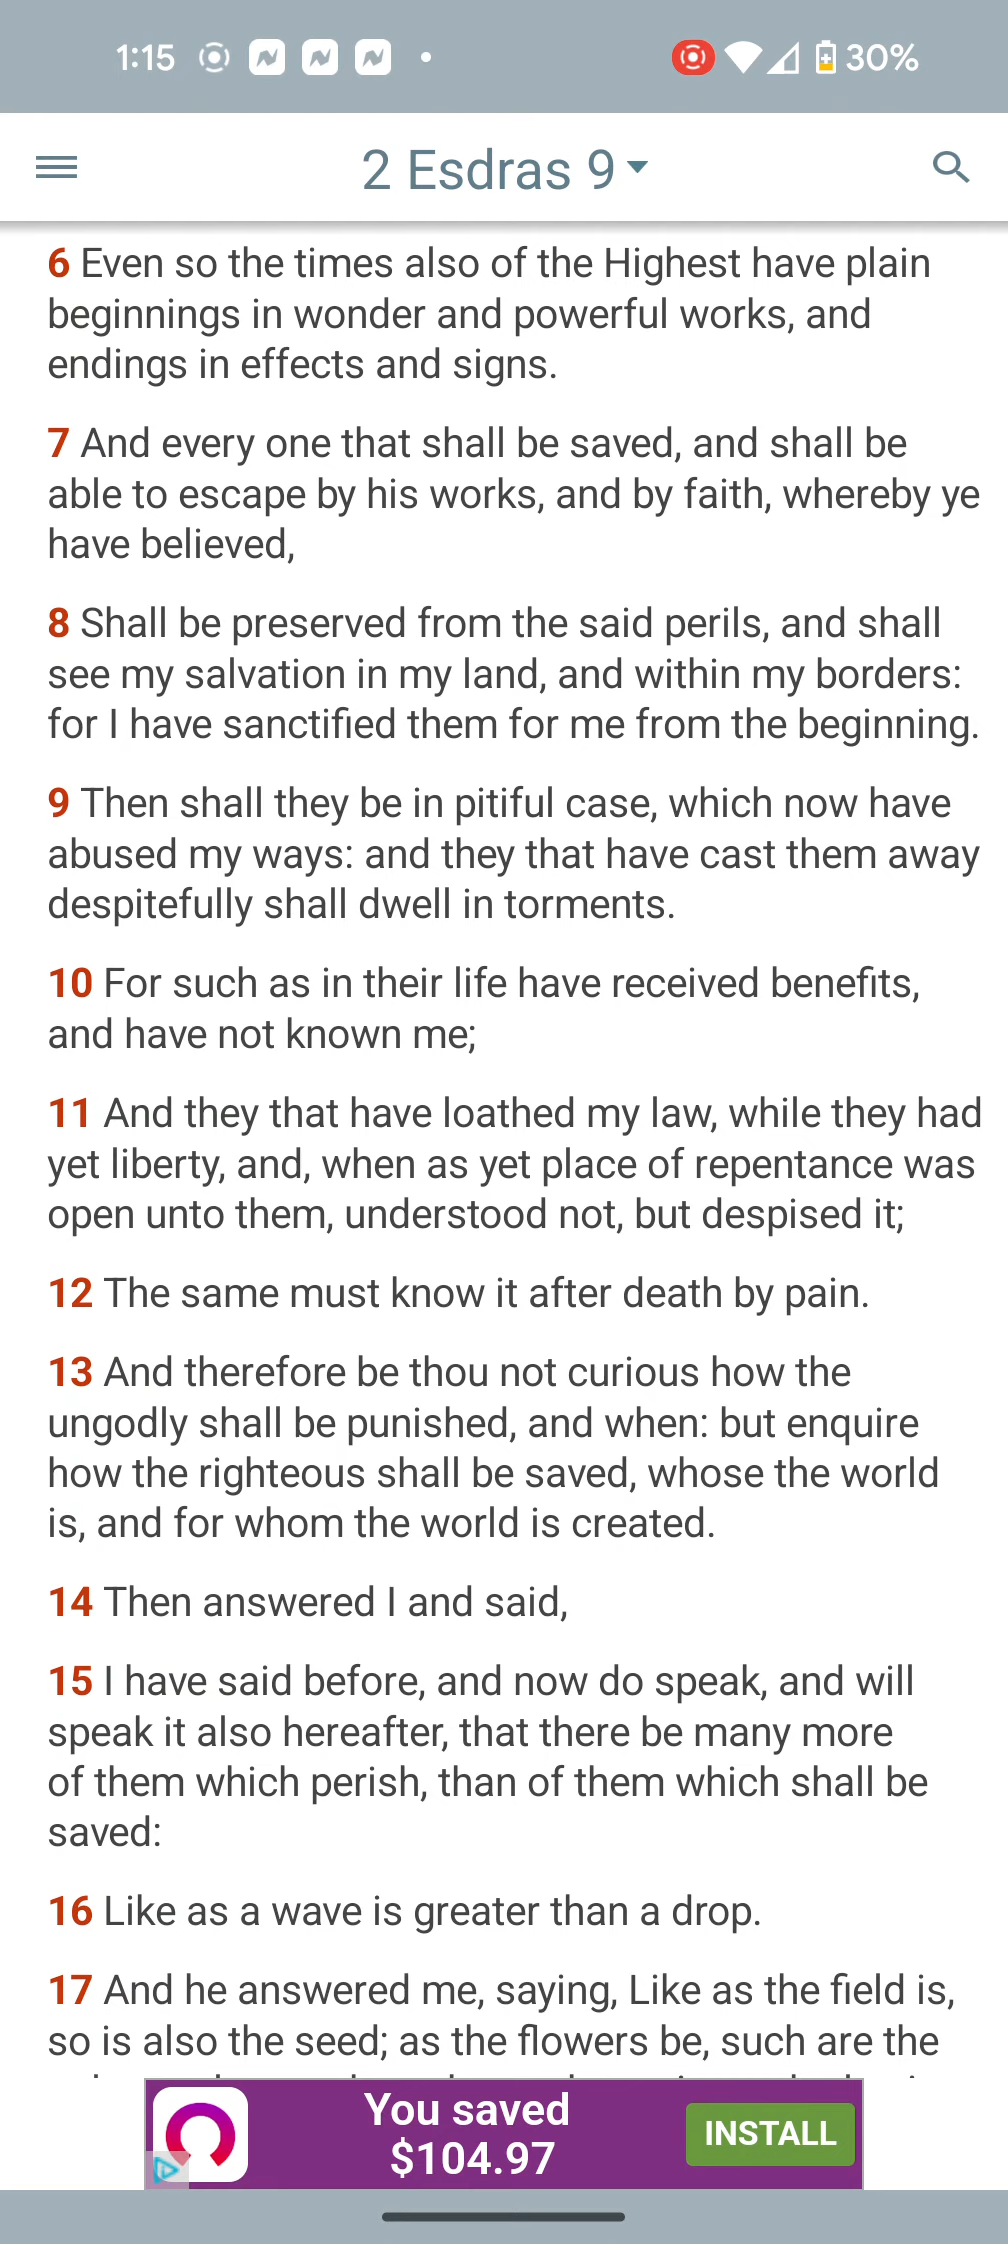 1:15
30%
2 Esdras 9
6 Even so the times also of the Highest have plain
beginnings in wonder and powerful works, and
endings in effects and signs.
7 And every one that shall be saved, and shall be
able to escape by his works, and by faith, whereby ye
have believed,
8 Shall be preserved from the said perils, and shall
see my salvation in my land, and within my borders:
for I have sanctified them for me from the beginning.
9 Then shall they be in pitiful case, which now have
abused my ways: and they that have cast them away
despitefully shall dwell in torments.
10 For such as in their life have received benefits,
and have not known me;
11 And they that have loathed my law, while they had
yet liberty, and, when as yet place of repentance was
open unto them, understood not, but despised it;
12 The same must know it after death by pain.
13 And therefore be thou not curious how the
ungodly shall be punished, and when: but enquire
how the righteous shall be saved, whose the world
is, and for whom the world is created.
14 Then answered I and said,
15 I have said before, and now do speak, and will
speak it also hereafter, that there be many more
of them which perish, than of them which shall be
saved:
16 Like as a wave is greater than a drop.
17 And he answered me, saying, Like as the field is,
so is also the seed; as the flowers be, such are the
You saved
$104.97
INSTALL